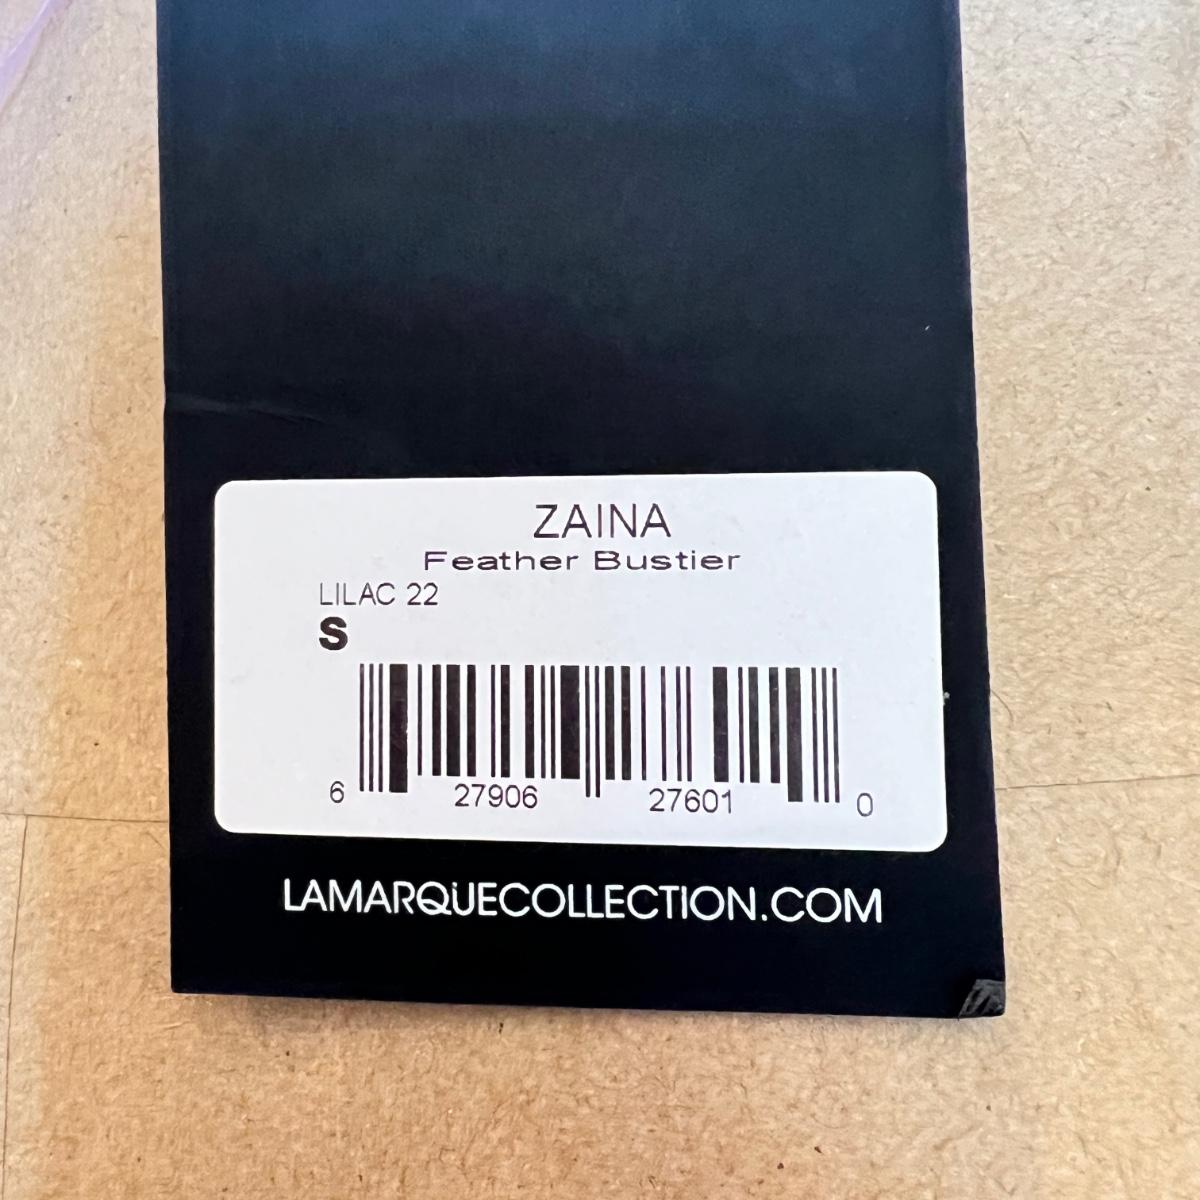 ZAINA
Feather Bustier
LILAC 22
S
6 27906 27601 0
LAMARQUECOLLECTION.COM